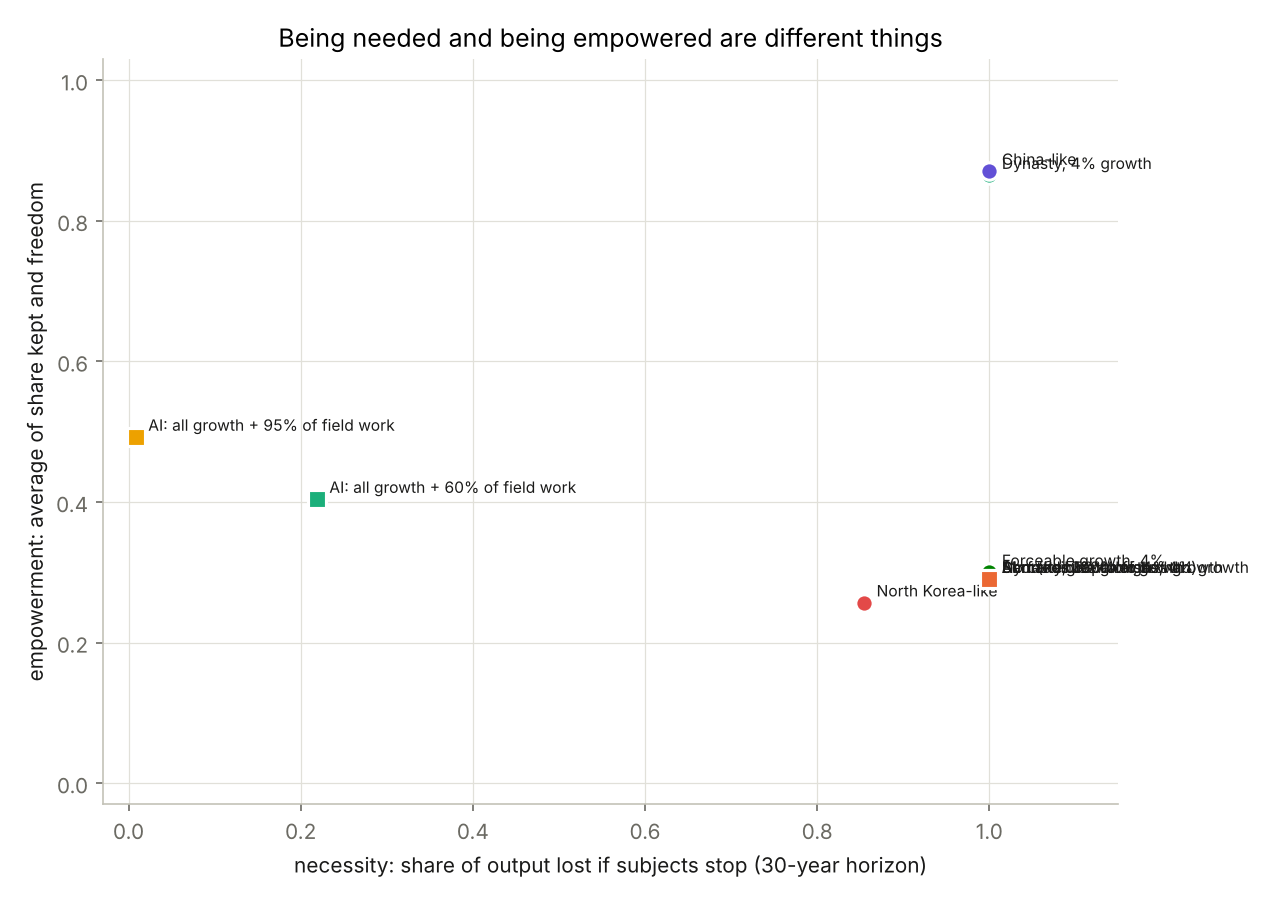 Being needed and being empowered are different things
empowerment: average of share kept and freedom
1.0
0.8
0.6
0.4
0.2
0.0
China-like
Dynasty, 4% growth
AI: all growth + 95% of field work
AI: all growth + 60% of field work
Forceable growth, 4%
growth
North Korea-like
0.0 0.2 0.4 0.6 0.8 1.0
necessity: share of output lost if subjects stop (30-year horizon)